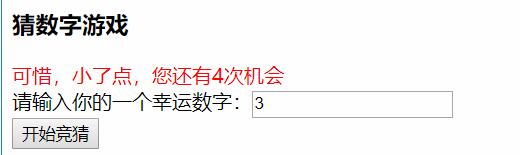 猜数字游戏
可惜，小了点，您还有4次机会
请输入你的一个幸运数字：3
开始竞猜